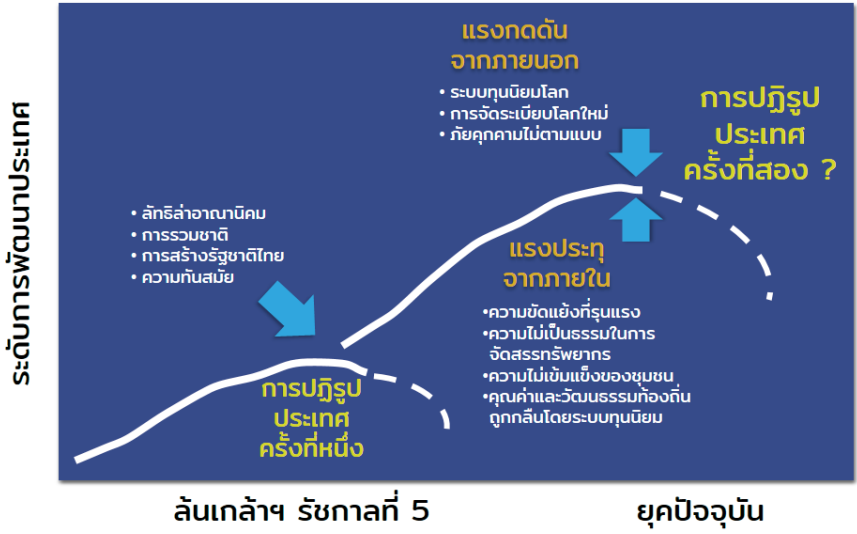 ระดับการพัฒนาประเทศ
แรงกดดัน
จากภายนอก
• ระบบทุนนิยมโลก
• การจัดระเบียบโลกใหม่
• ภัยคุกคามไม่ตามแบบ
การปฏิรูป
ประเทศ
ครั้งที่สอง ?
• ลัทธิล่าอาณานิคม
• การรวมชาติ
• การสร้างรัฐชาติไทย
• ความทันสมัย
แรงประทุ
จากภายใน
•ความขัดแย้งที่รุนแรง
•ความไม่เป็นธรรมในการ
จัดสรรทรัพยากร
•ความไม่เข้มแข็งของชุมชน
•คุณค่าและวัฒนธรรมท้องถิ่น
ถูกกลืนโดยระบบทุนนิยม
การปฏิรูป
ประเทศ
ครั้งที่หนึ่ง
ล้นเกล้าฯ รัชกาลที่ 5
ยุคปัจจุบัน